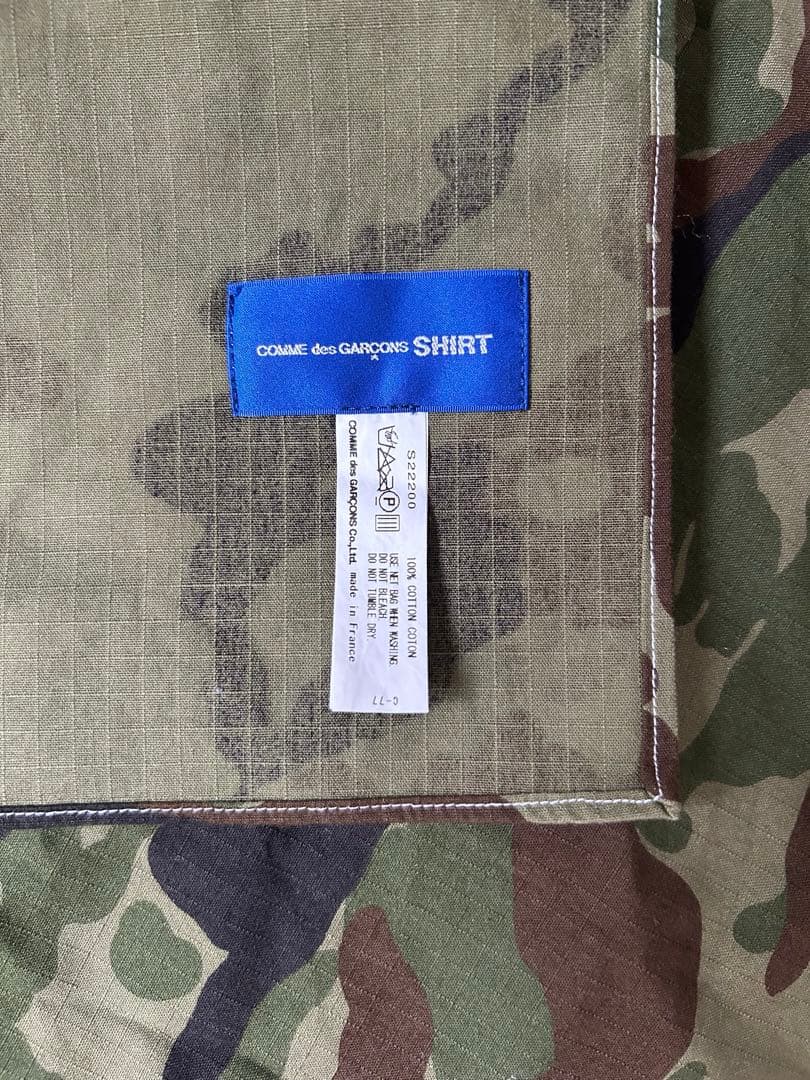 COMME des GARÇONS SHIRT
S22200
100% COTTON COTON
USE NET BAG WHEN WASHING.
DO NOT BLEACH.
DO NOT TUMBLE DRY.
COMME des GARÇONS Co.,Ltd. made in France
C-77
P